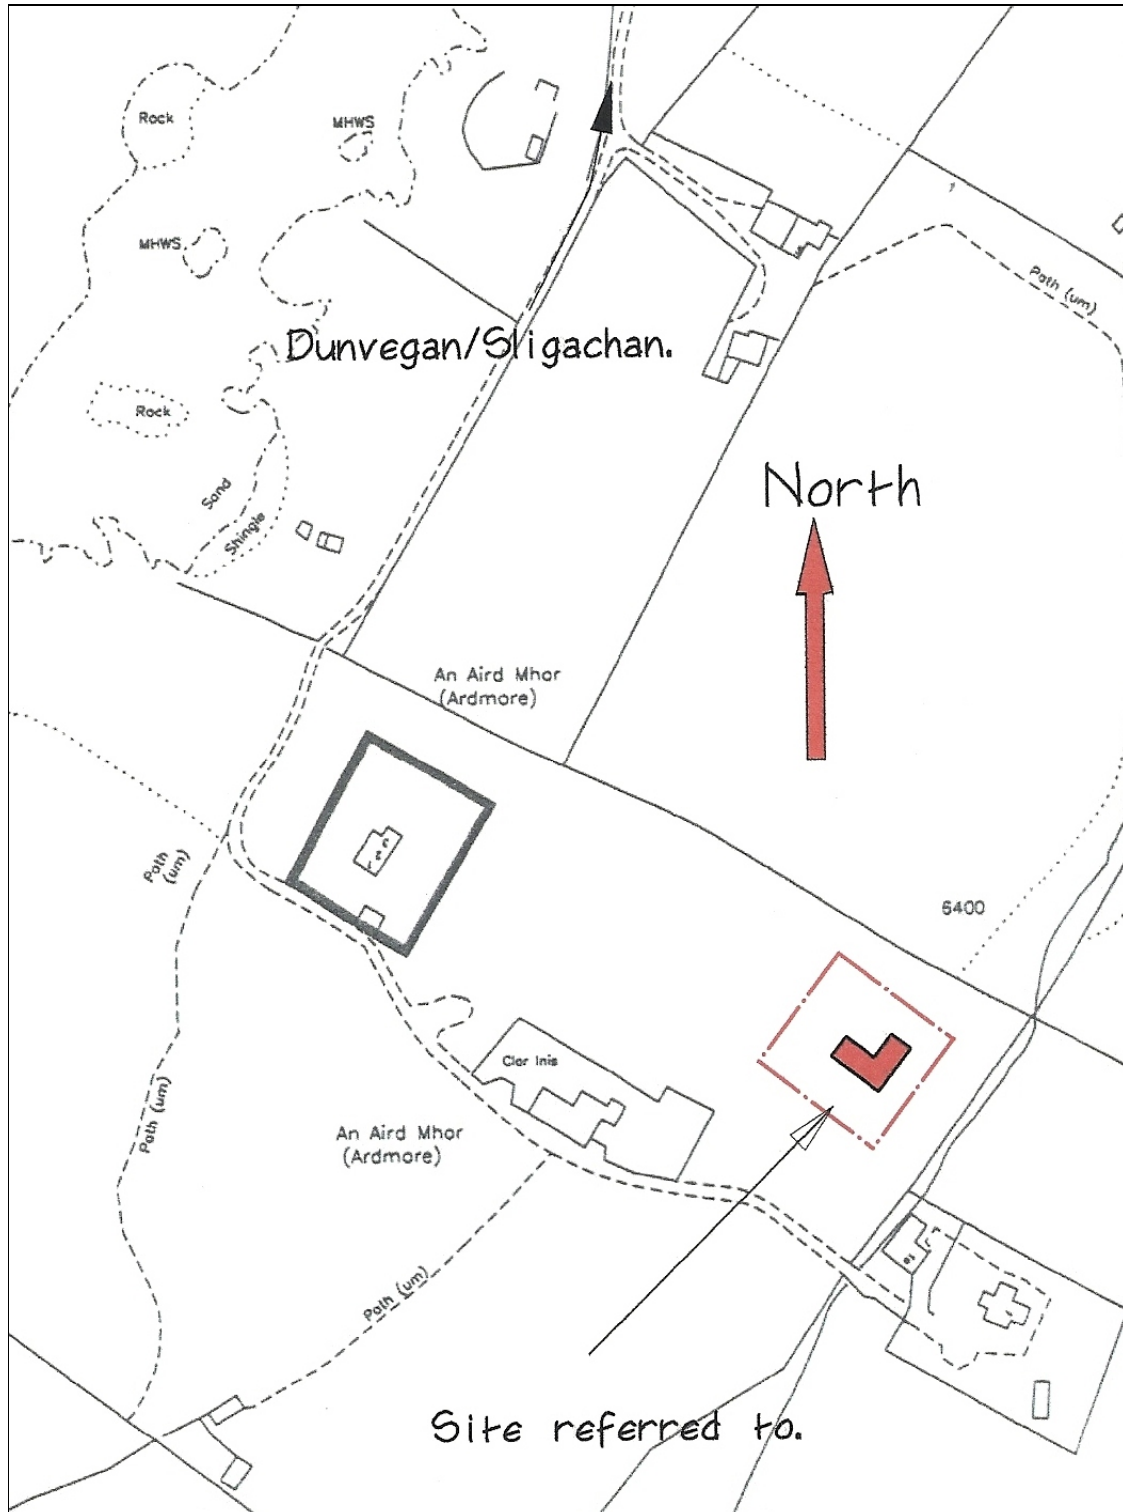 Rock
MHWS
MHWS
Path (um)
Dunvegan/Sligachan.
Rock
North
Sand
Shingle
An Aird Mhor
(Ardmore)
Path
(um)
6400
Clar Inis
Path (um)
An Aird Mhor
(Ardmore)
Path (um)
Site referred to.